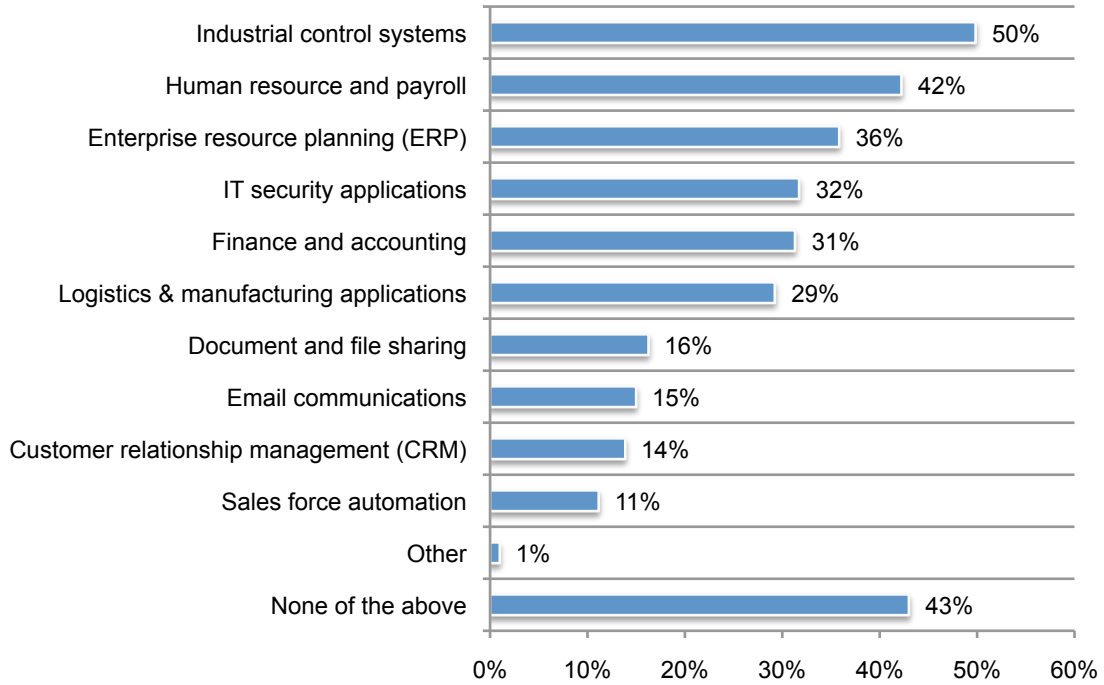 Industrial control systems 50%
Human resource and payroll 42%
Enterprise resource planning (ERP) 36%
IT security applications 32%
Finance and accounting 31%
Logistics & manufacturing applications 29%
Document and file sharing 16%
Email communications 15%
Customer relationship management (CRM) 14%
Sales force automation 11%
Other 1%
None of the above 43%
0% 10% 20% 30% 40% 50% 60%